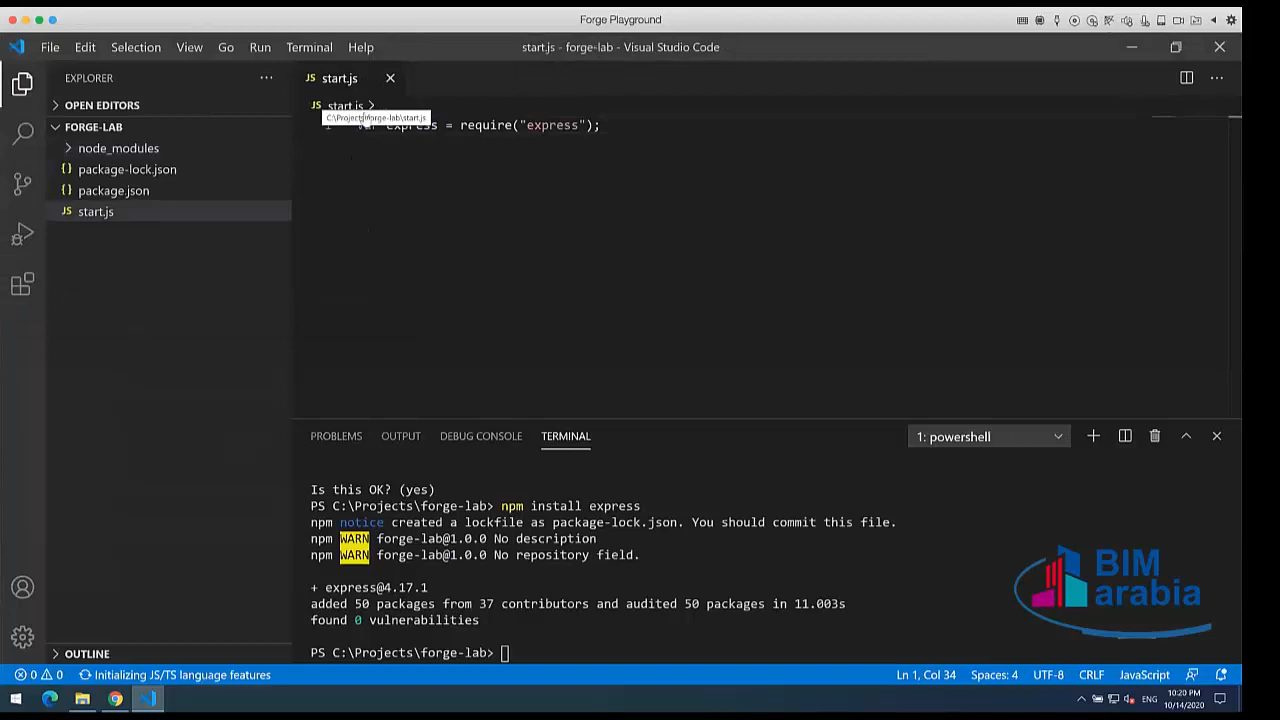 Forge Playground
File Edit Selection View Go Run Terminal Help
start.js - forge-lab - Visual Studio Code
EXPLORER
JS start.js
OPEN EDITORS
JS start.js
C:\Projects\forge-lab\start.js
FORGE-LAB
1 var express = require("express");
node_modules
{} package-lock.json
{} package.json
JS start.js
PROBLEMS OUTPUT DEBUG CONSOLE TERMINAL
1: powershell
Is this OK? (yes)
PS C:\Projects\forge-lab> npm install express
npm notice created a lockfile as package-lock.json. You should commit this file.
npm WARN forge-lab@1.0.0 No description
npm WARN forge-lab@1.0.0 No repository field.
+ express@4.17.1
added 50 packages from 37 contributors and audited 50 packages in 11.003s
found 0 vulnerabilities
PS C:\Projects\forge-lab>
BIM
arabia
OUTLINE
0 0 Initializing JS/TS language features
Ln 1, Col 34 Spaces: 4 UTF-8 CRLF JavaScript
ENG
10:20 PM
10/14/2020